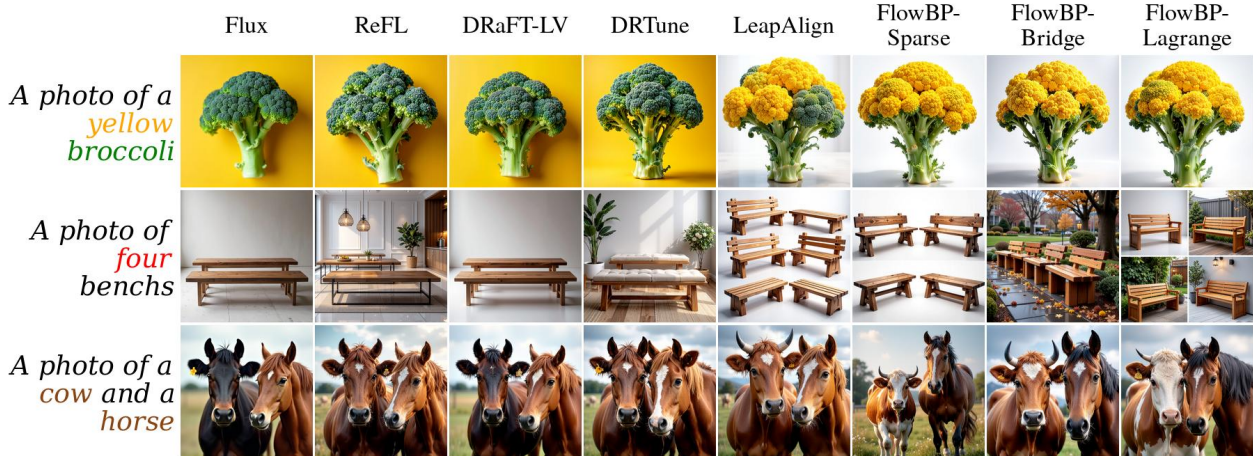 Flux
ReFL
DRaFT-LV
DRTune
LeapAlign
FlowBP-
Sparse
FlowBP-
Bridge
FlowBP-
Lagrange
A photo of a
yellow
broccoli
A photo of
four
benchs
A photo of a
cow and a
horse